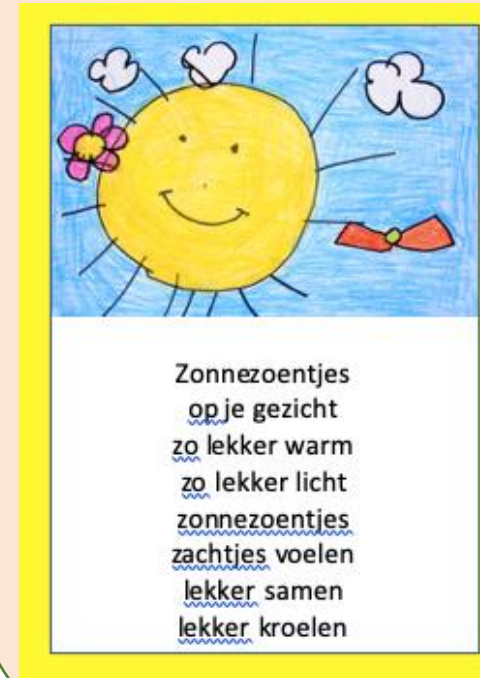 Zonnezoentjes
op je gezicht
zo lekker warm
zo lekker licht
zonnezoentjes
zachtjes voelen
lekker samen
lekker kroelen